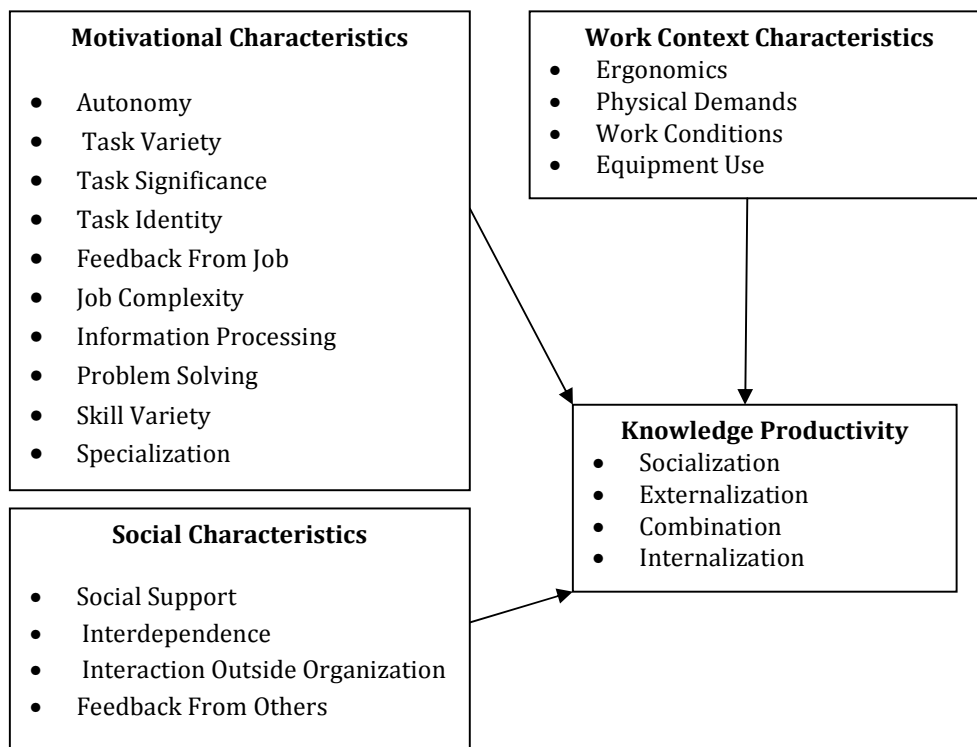 Motivational Characteristics
• Autonomy
• Task Variety
• Task Significance
• Task Identity
• Feedback From Job
• Job Complexity
• Information Processing
• Problem Solving
• Skill Variety
• Specialization
Work Context Characteristics
• Ergonomics
• Physical Demands
• Work Conditions
• Equipment Use
Knowledge Productivity
• Socialization
• Externalization
• Combination
• Internalization
Social Characteristics
• Social Support
• Interdependence
• Interaction Outside Organization
• Feedback From Others